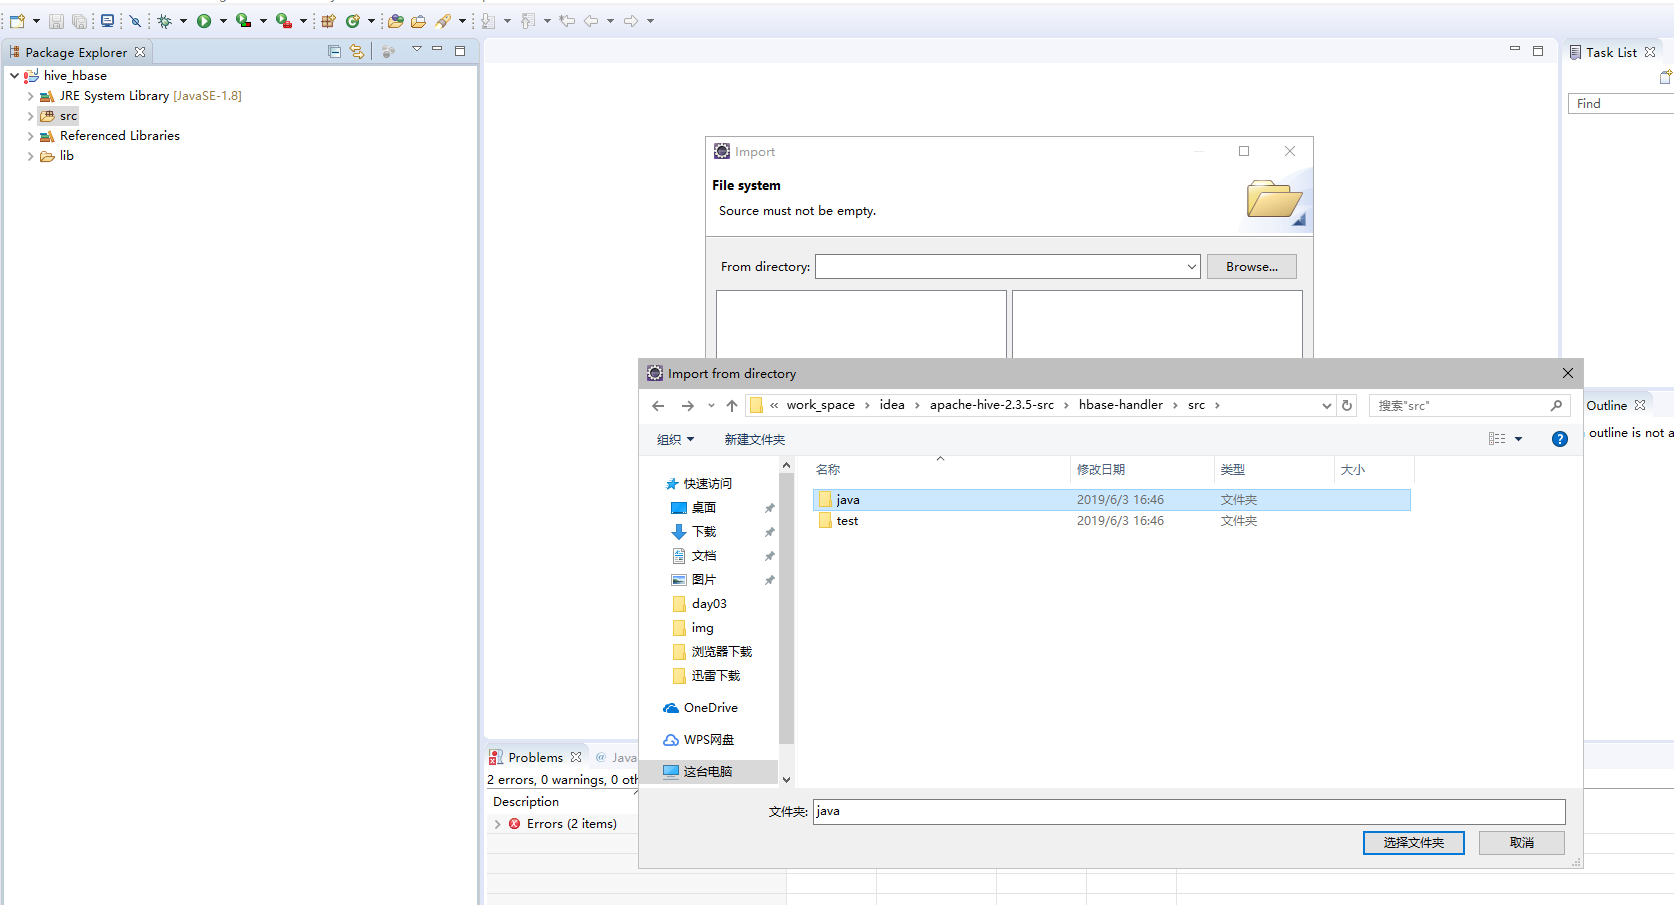 Package Explorer
hive_hbase
JRE System Library [JavaSE-1.8]
src
Referenced Libraries
lib
Task List
Find
Import
File system
Source must not be empty.
From directory:
Browse...
Import from directory
« work_space › idea › apache-hive-2.3.5-src › hbase-handler › src ›
搜索"src"
组织
新建文件夹
名称 修改日期 类型 大小
java 2019/6/3 16:46 文件夹
test 2019/6/3 16:46 文件夹
快速访问
桌面
下载
文档
图片
day03
img
浏览器下载
迅雷下载
OneDrive
WPS网盘
这台电脑
文件夹: java
选择文件夹 取消
Outline
outline is not a
Problems @ Java
2 errors, 0 warnings, 0 oth
Description
Errors (2 items)